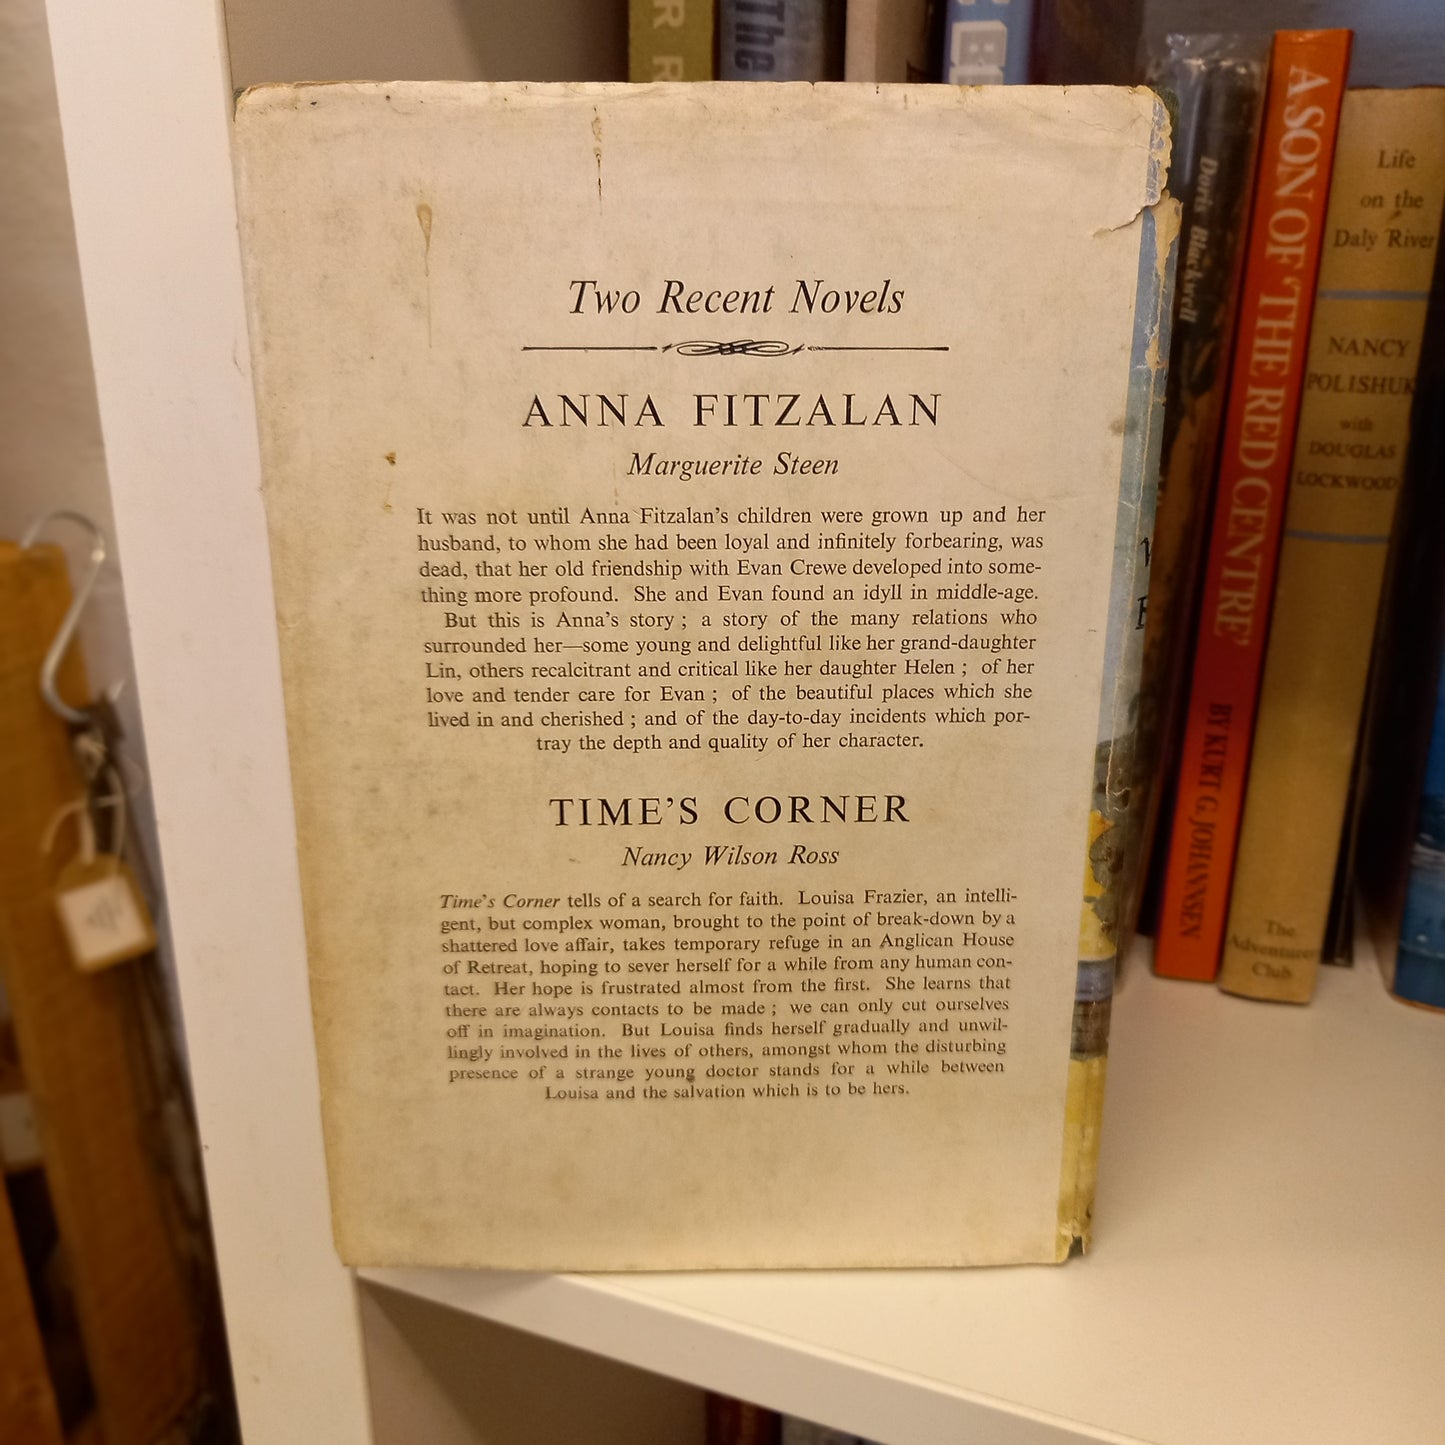 Two Recent Novels
ANNA FITZALAN
Marguerite Steen
It was not until Anna Fitzalan's children were grown up and her
husband, to whom she had been loyal and infinitely forbearing, was
dead, that her old friendship with Evan Crewe developed into some-
thing more profound. She and Evan found an idyll in middle-age.
But this is Anna's story ; a story of the many relations who
surrounded her—some young and delightful like her grand-daughter
Lin, others recalcitrant and critical like her daughter Helen ; of her
love and tender care for Evan ; of the beautiful places which she
lived in and cherished ; and of the day-to-day incidents which por-
tray the depth and quality of her character.
TIME'S CORNER
Nancy Wilson Ross
Time's Corner tells of a search for faith. Louisa Frazier, an intelli-
gent, but complex woman, brought to the point of break-down by a
shattered love affair, takes temporary refuge in an Anglican House
of Retreat, hoping to sever herself for a while from any human con-
tact. Her hope is frustrated almost from the first. She learns that
there are always contacts to be made ; we can only cut ourselves
off in imagination. But Louisa finds herself gradually and unwil-
lingly involved in the lives of others, amongst whom the disturbing
presence of a strange young doctor stands for a while between
Louisa and the salvation which is to be hers.
The
Doris Blackwell
A SON OF 'THE RED CENTRE'
BY KURT G. JOHANNSEN
Life
on the
Daly River
NANCY
POLISHUK
with
DOUGLAS
LOCKWOOD
The
Adventurers
Club